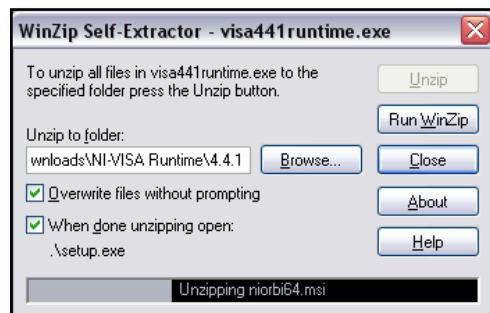 WinZip Self-Extractor - visa441runtime.exe
To unzip all files in visa441runtime.exe to the
specified folder press the Unzip button.
Unzip to folder:
wnloads\NI-VISA Runtime\4.4.1
Browse...
Overwrite files without prompting
When done unzipping open:
.\setup.exe
Unzip
Run WinZip
Close
About
Help
Unzipping niorbi64.msi